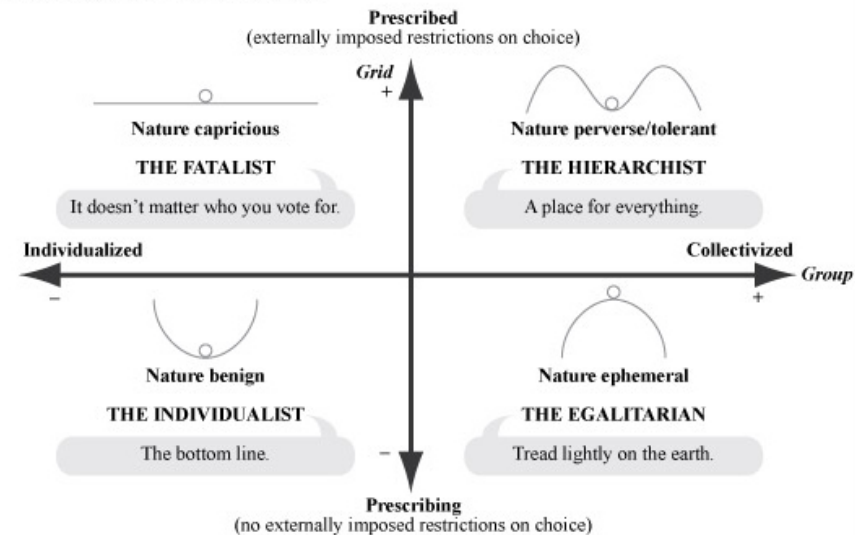 Prescribed
(externally imposed restrictions on choice)
Grid
+
Nature capricious
THE FATALIST
It doesn't matter who you vote for.
Nature perverse/tolerant
THE HIERARCHIST
A place for everything.
Individualized
Collectivized
Group
–
+
Nature benign
THE INDIVIDUALIST
The bottom line.
Nature ephemeral
THE EGALITARIAN
Tread lightly on the earth.
–
Prescribing
(no externally imposed restrictions on choice)